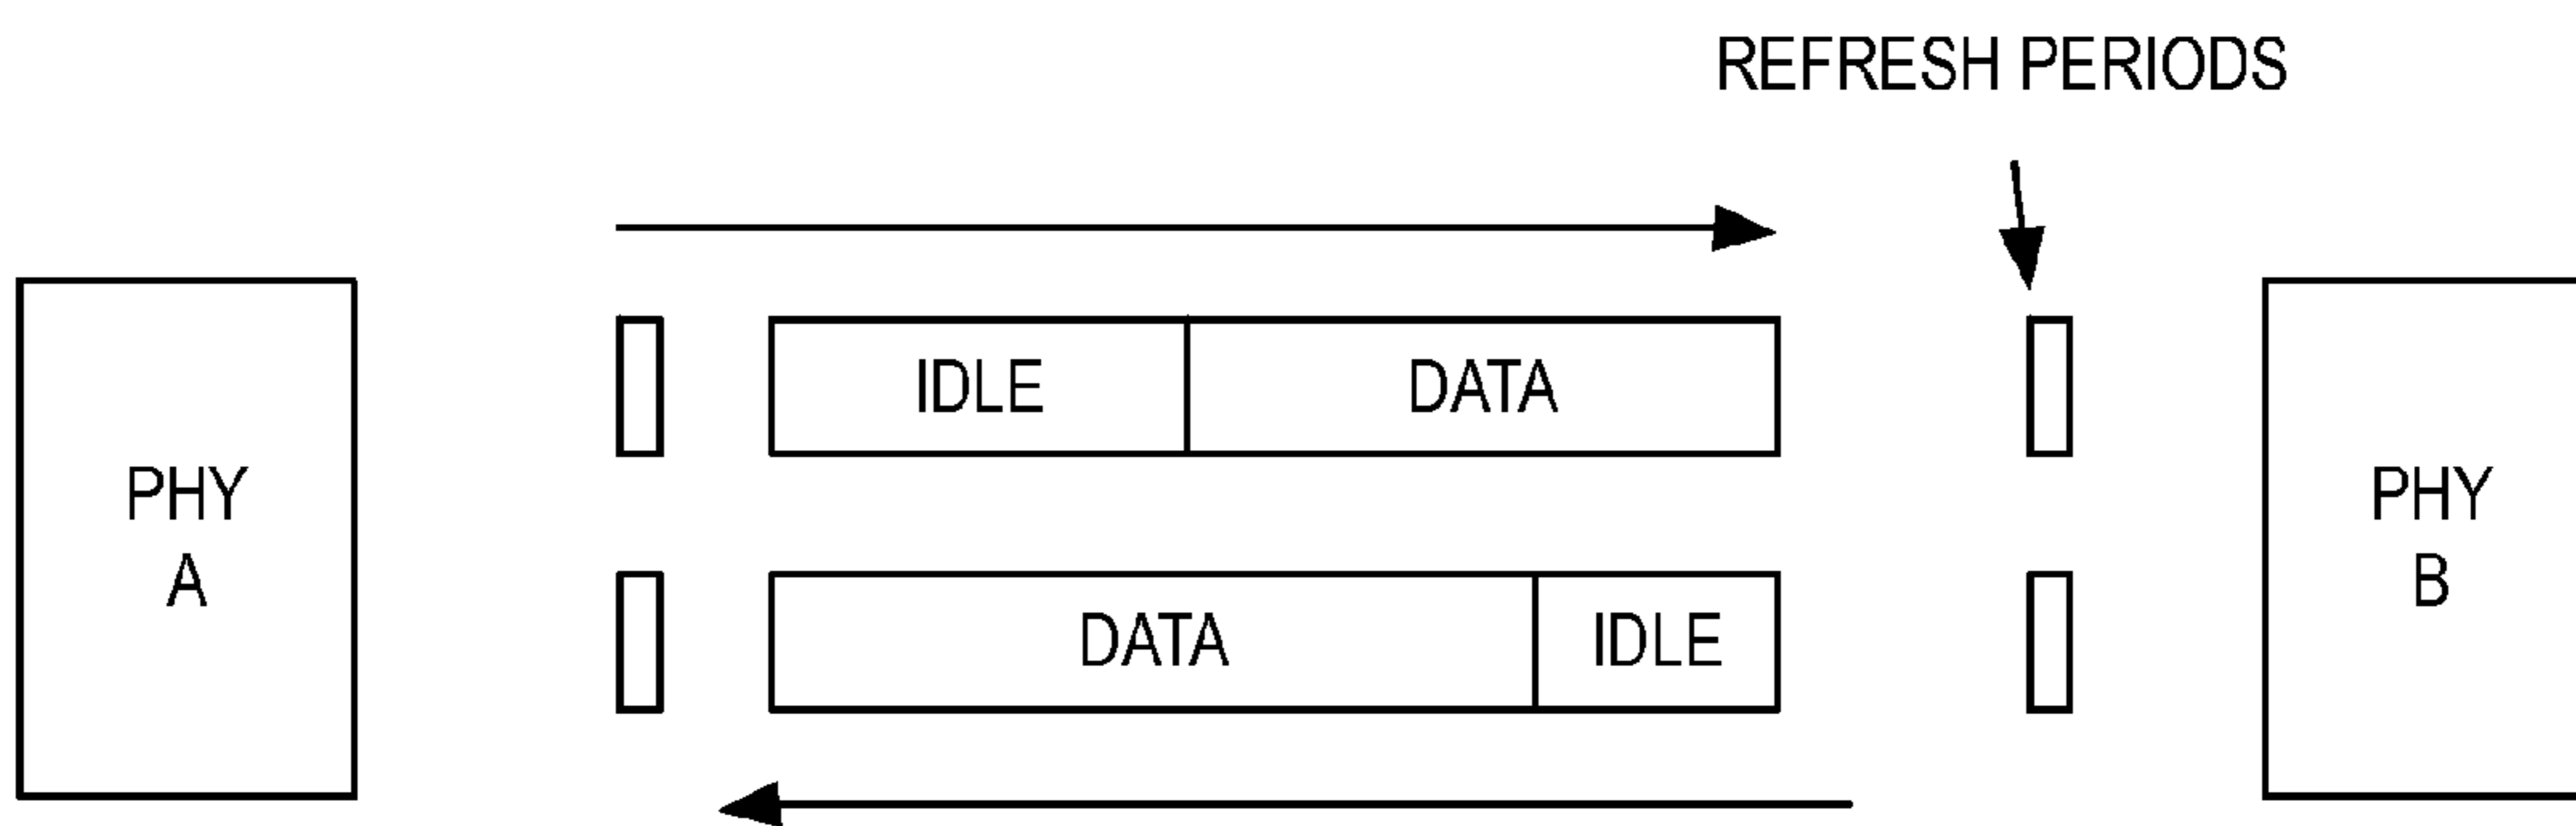 REFRESH PERIODS
IDLE
DATA
PHY
A
PHY
B
DATA
IDLE